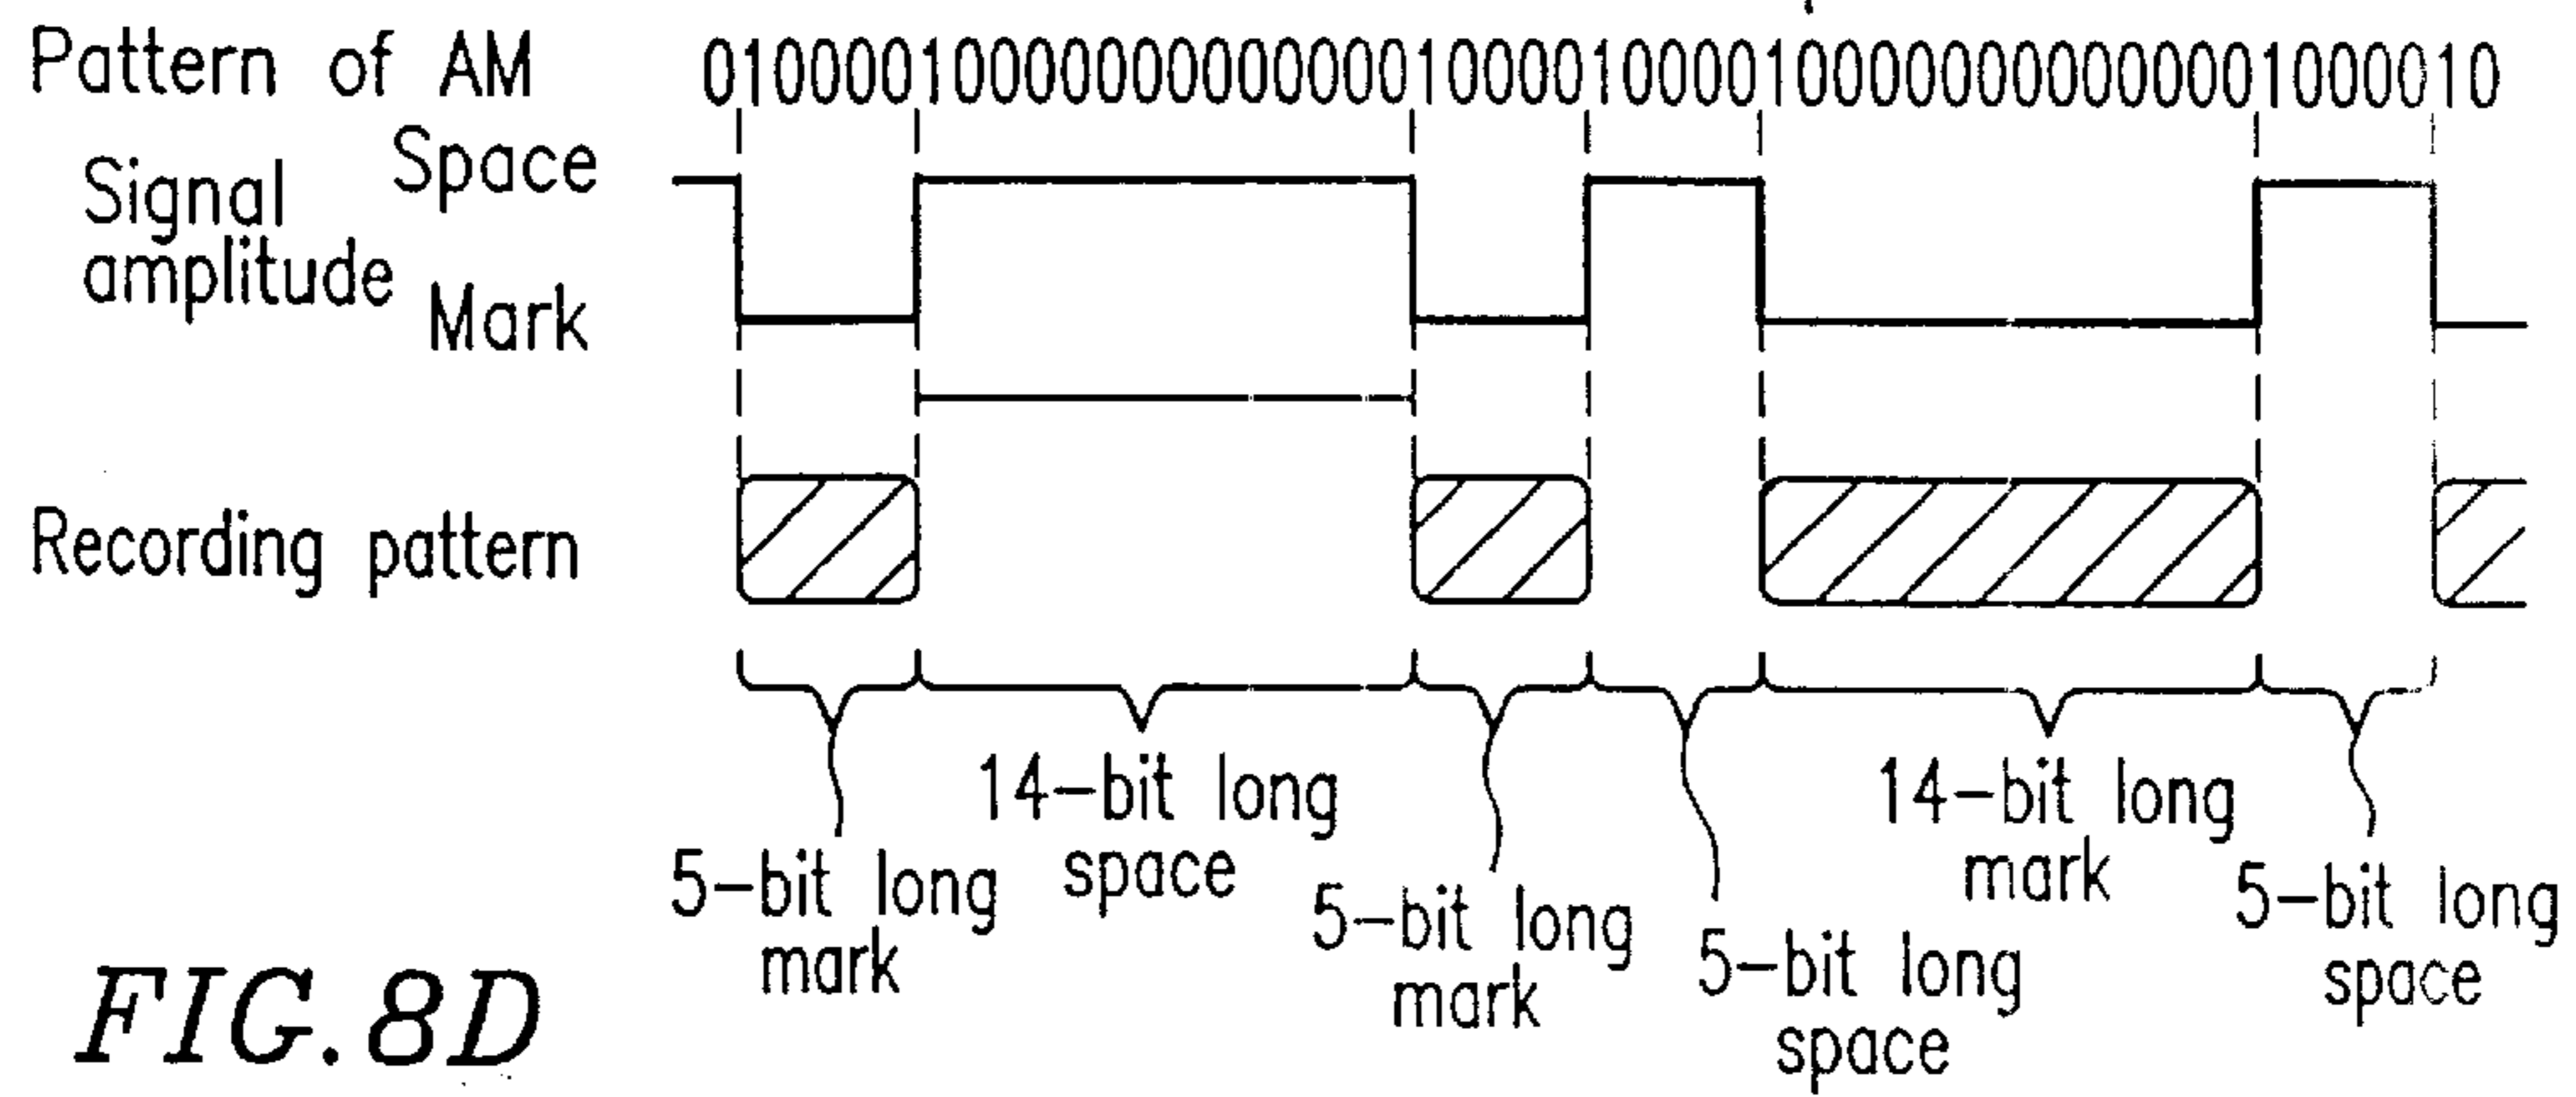 Pattern of AM 010000100000000000001000010000100000000000001000010
Space
Signal
amplitude
Mark
Recording pattern
14-bit long
space
14-bit long
mark
5-bit long
mark
5-bit long
mark
5-bit long
space
5-bit long
space
FIG.8D